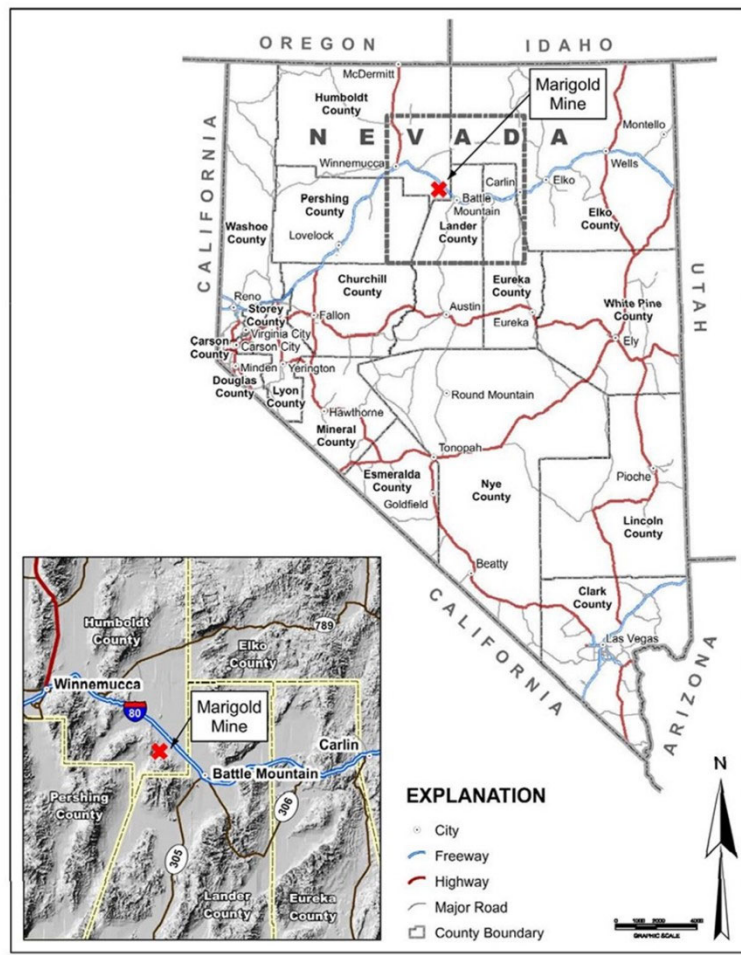 OREGON
IDAHO
McDermitt
Marigold
Mine
Humboldt
County
NEVADA
Montello
Winnemucca
Wells
Carlin
Elko
CALIFORNIA
Pershing
County
Battle
Mountain
Washoe
County
Lander
County
Elko
County
Lovelock
UTAH
Churchill
County
Eureka
County
White Pine
County
Reno
Storey
County
Fallon
Austin
Eureka
Virginia City
Carson
County
Carson City
Ely
Minden
Yerington
Douglas
County
Lyon
County
Round Mountain
Hawthorne
Mineral
County
Tonopah
Esmeralda
County
Pioche
Nye
County
Goldfield
Lincoln
County
Beatty
Clark
County
CALIFORNIA
Las Vegas
ARIZONA
Humboldt
County
789
Elko
County
Winnemucca
80
Marigold
Mine
Carlin
Battle Mountain
Pershing
County
306
305
Lander
County
Eureka
County
N
EXPLANATION
City
Freeway
Highway
Major Road
County Boundary
GRAPHIC SCALE